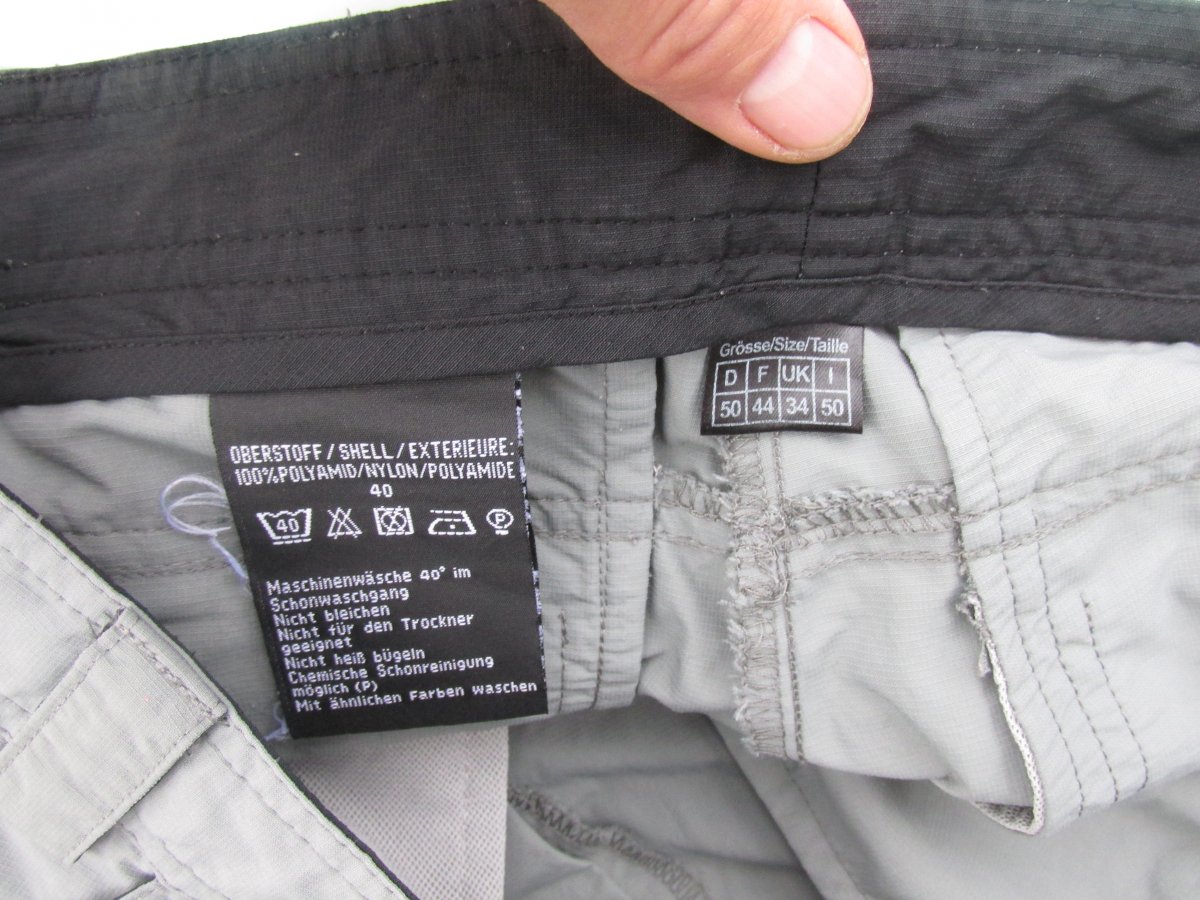 OBERSTOFF/SHELL/EXTERIEURE:
100%POLYAMID/NYLON/POLYAMIDE
40
40 P
Maschinenwäsche 40° im
Schonwaschgang
Nicht bleichen
Nicht für den Trockner
geeignet
Nicht heiß bügeln
Chemische Schonreinigung
möglich (P)
Mit ähnlichen Farben waschen
Grösse/Size/Taille
D F UK I
50 44 34 50